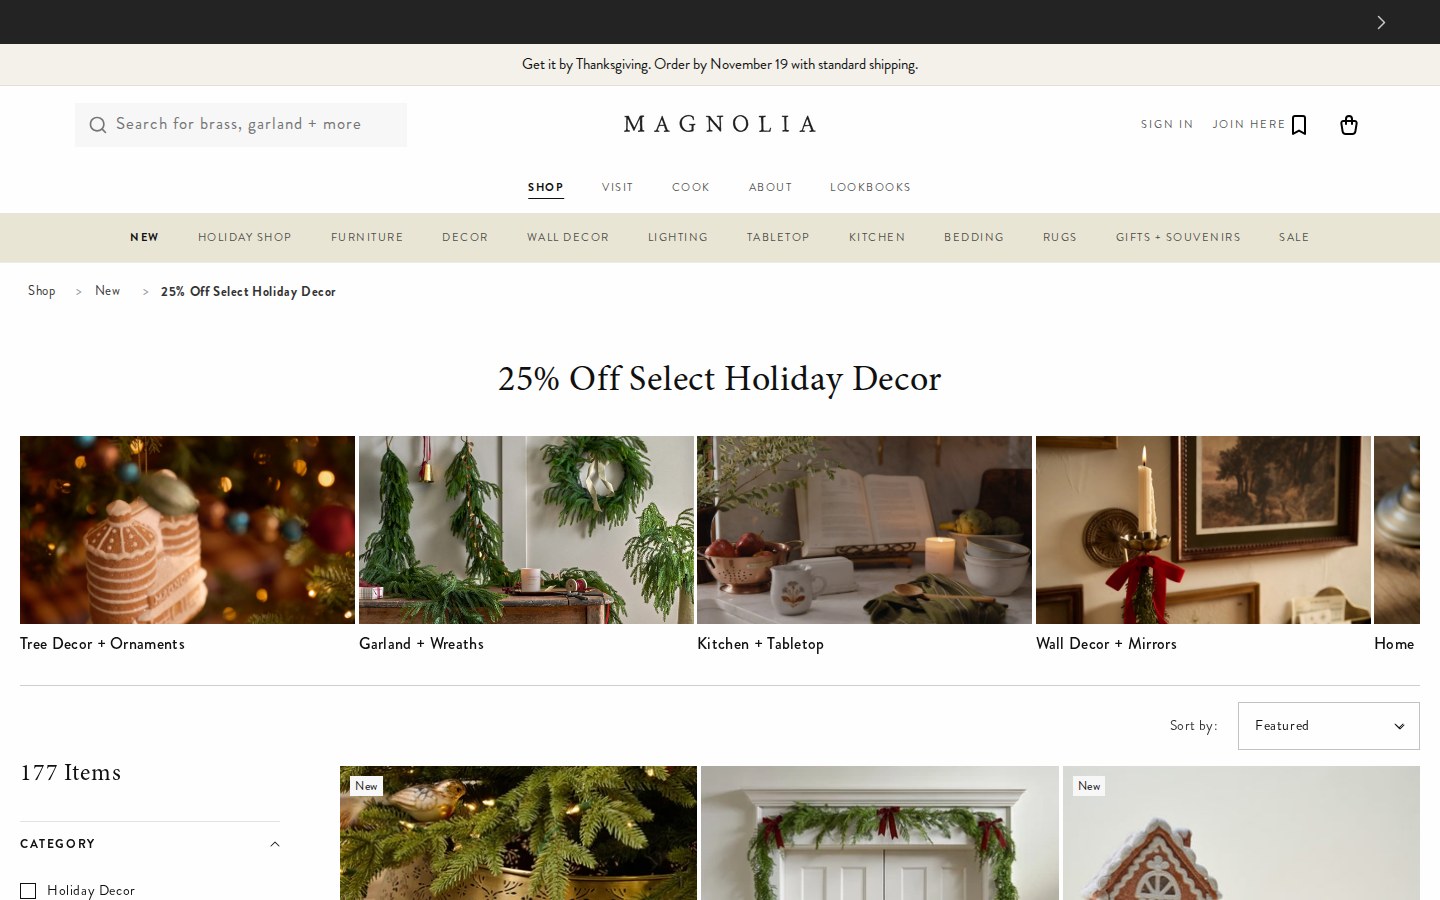 Get it by Thanksgiving. Order by November 19 with standard shipping.
Search for brass, garland + more
MAGNOLIA
SIGN IN
JOIN HERE
SHOP
VISIT
COOK
ABOUT
LOOKBOOKS
NEW
HOLIDAY SHOP
FURNITURE
DECOR
WALL DECOR
LIGHTING
TABLETOP
KITCHEN
BEDDING
RUGS
GIFTS + SOUVENIRS
SALE
Shop > New > 25% Off Select Holiday Decor
25% Off Select Holiday Decor
Tree Decor + Ornaments
Garland + Wreaths
Kitchen + Tabletop
Wall Decor + Mirrors
Home
Sort by:
Featured
177 Items
New
New
CATEGORY
Holiday Decor